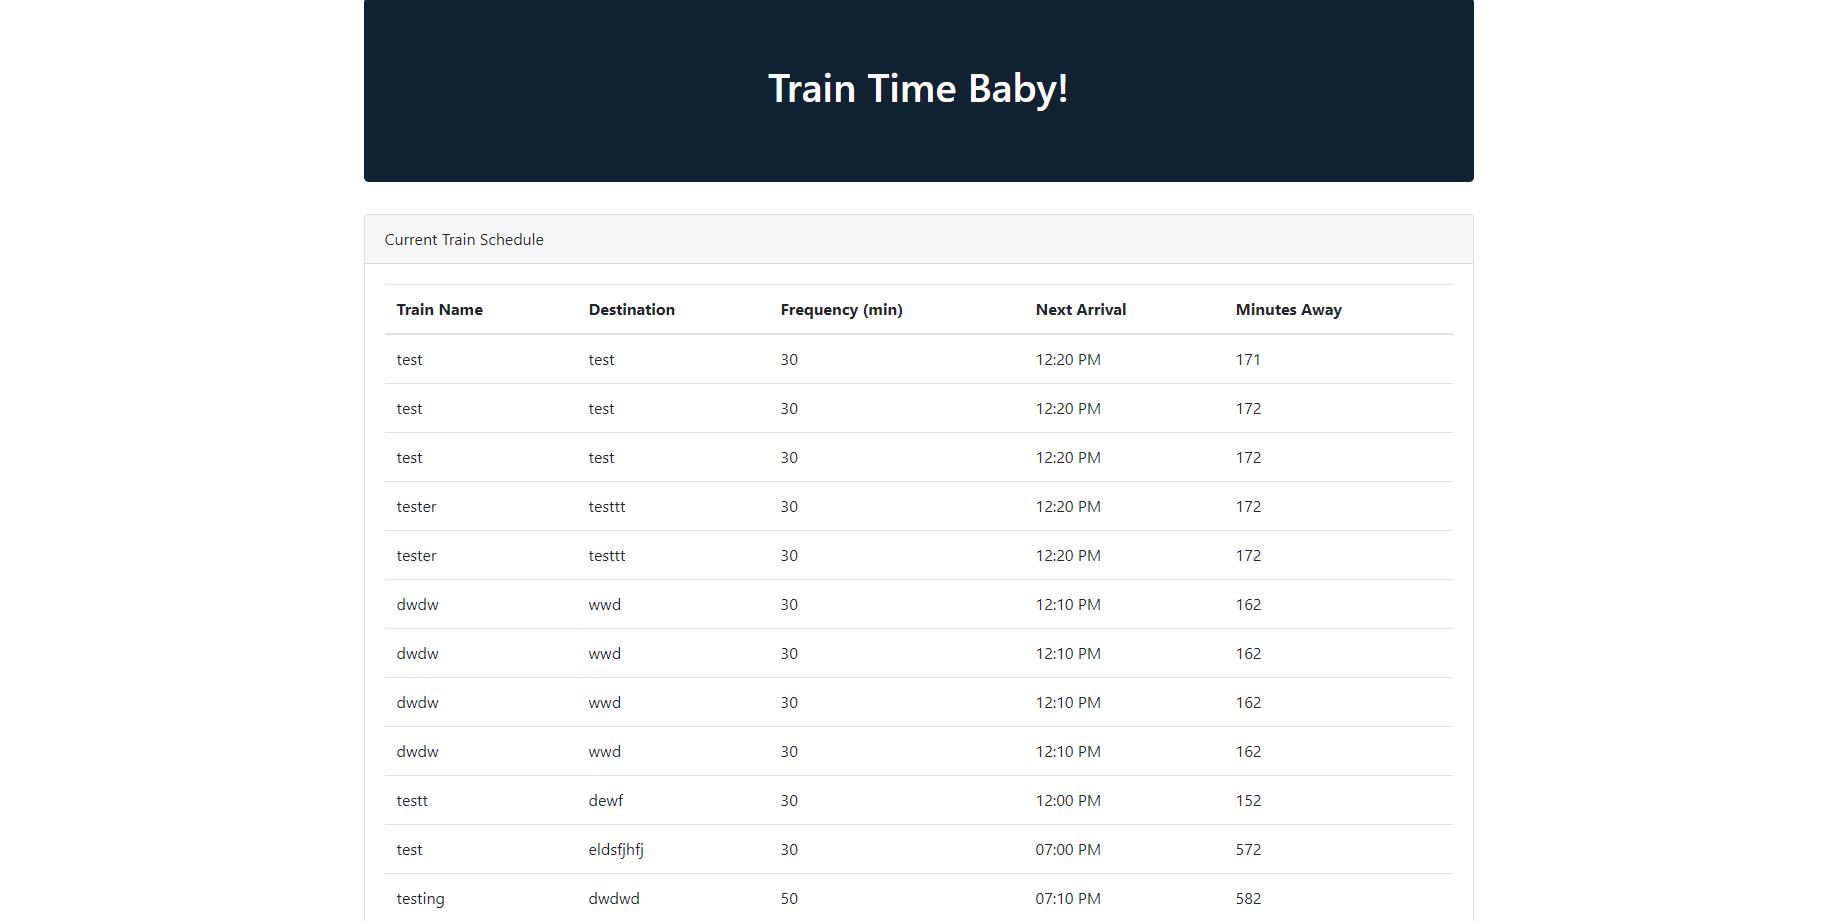 Train Time Baby!
Current Train Schedule
Train Name Destination Frequency (min) Next Arrival Minutes Away
test test 30 12:20 PM 171
test test 30 12:20 PM 172
test test 30 12:20 PM 172
tester testtt 30 12:20 PM 172
tester testtt 30 12:20 PM 172
dwdw wwd 30 12:10 PM 162
dwdw wwd 30 12:10 PM 162
dwdw wwd 30 12:10 PM 162
dwdw wwd 30 12:10 PM 162
testt dewf 30 12:00 PM 152
test eldsfjhfj 30 07:00 PM 572
testing dwdwd 50 07:10 PM 582